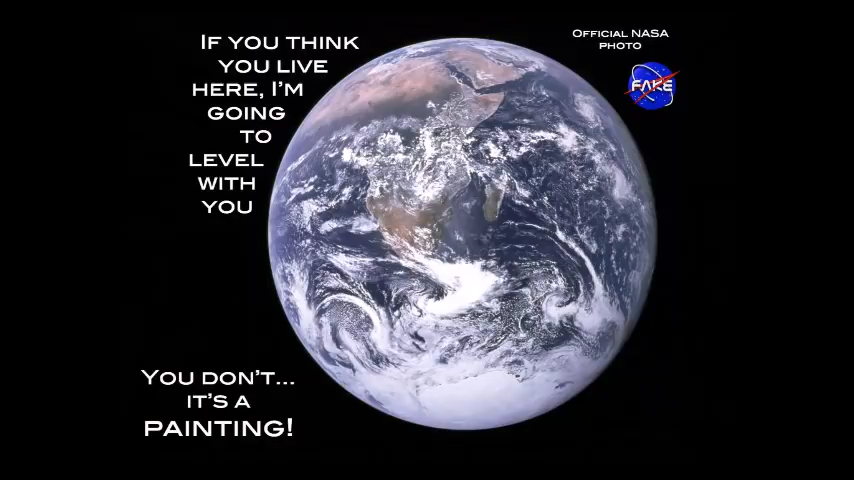 If you think
you live
here, I'm
going
to
level
with
you
Official NASA
photo
FAKE
You don't...
it's a
painting!